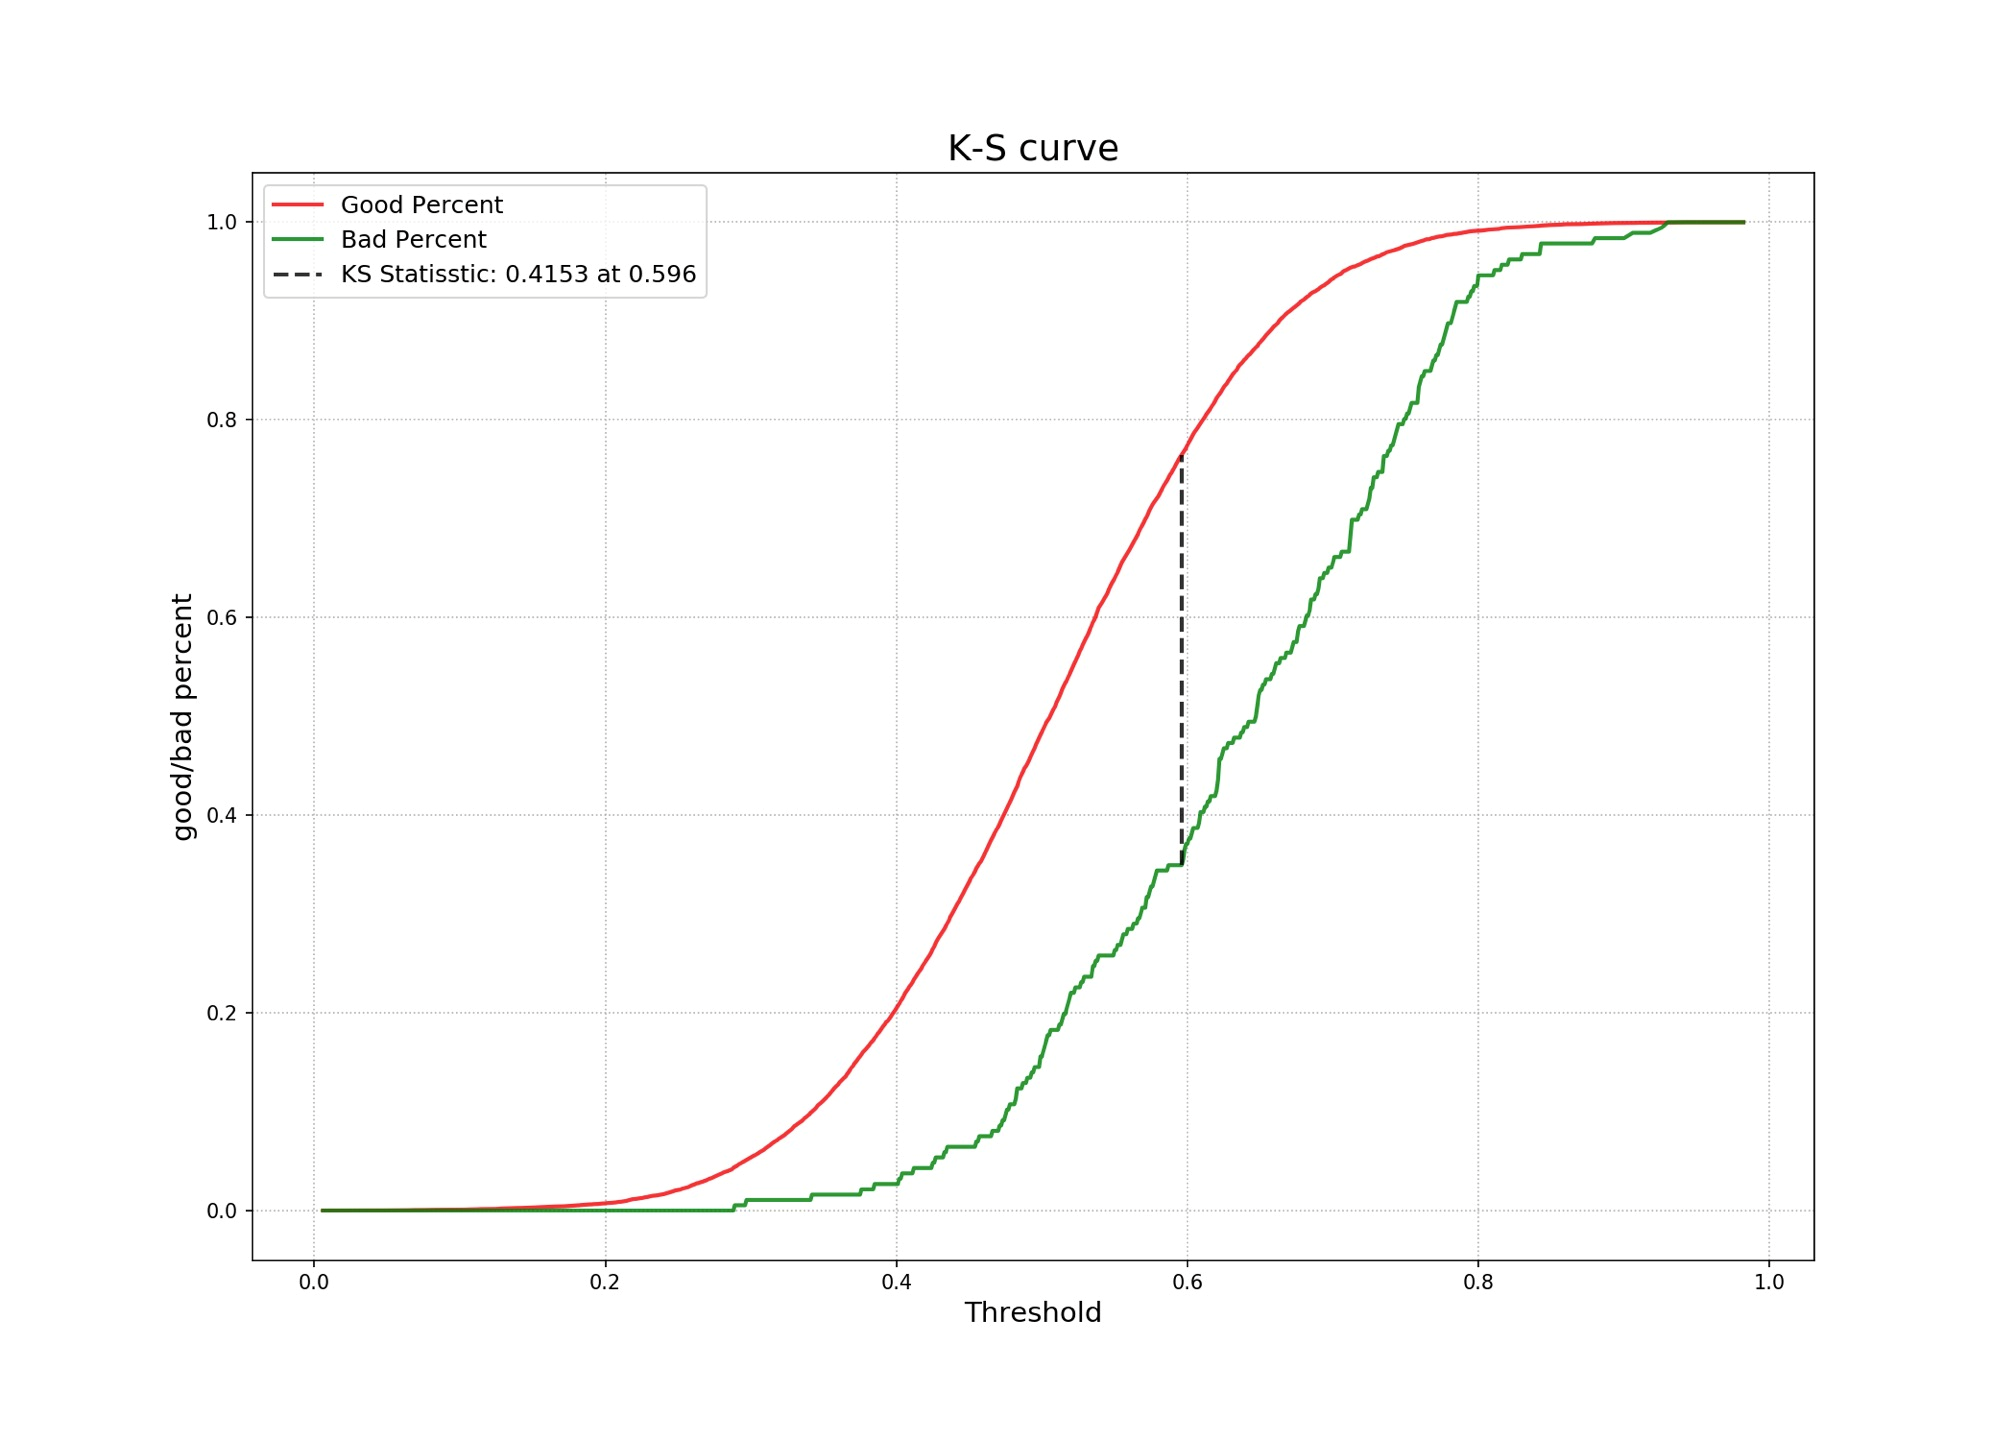 K-S curve
Good Percent
Bad Percent
KS Statisstic: 0.4153 at 0.596
1.0
0.8
0.6
0.4
0.2
0.0
good/bad percent
0.0 0.2 0.4 0.6 0.8 1.0
Threshold